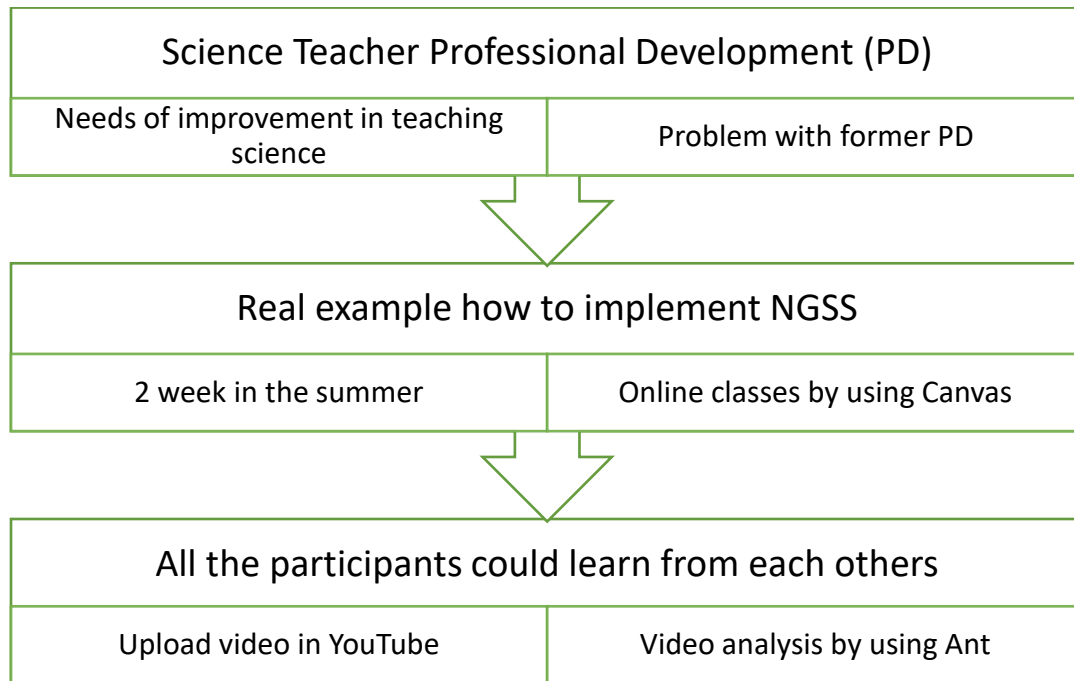 Science Teacher Professional Development (PD)
Needs of improvement in teaching
science
Problem with former PD
Real example how to implement NGSS
2 week in the summer
Online classes by using Canvas
All the participants could learn from each others
Upload video in YouTube
Video analysis by using Ant